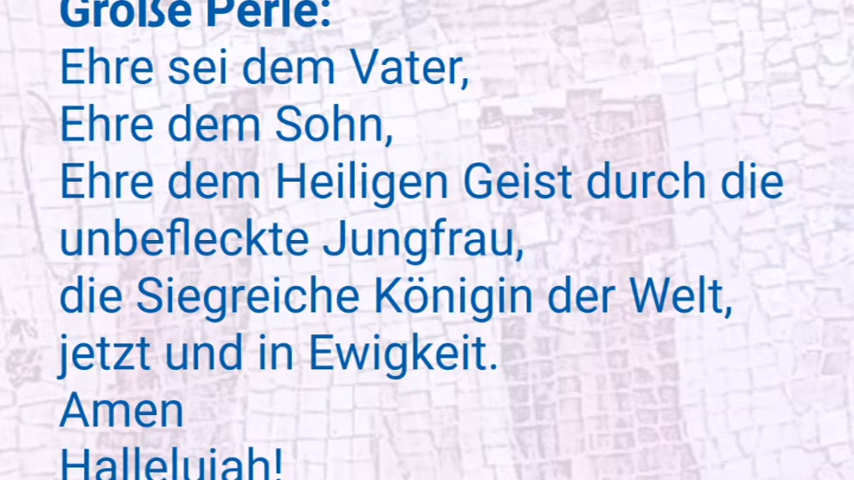 Große Perle:
Ehre sei dem Vater,
Ehre dem Sohn,
Ehre dem Heiligen Geist durch die
unbefleckte Jungfrau,
die Siegreiche Königin der Welt,
jetzt und in Ewigkeit.
Amen
Hallelujah!